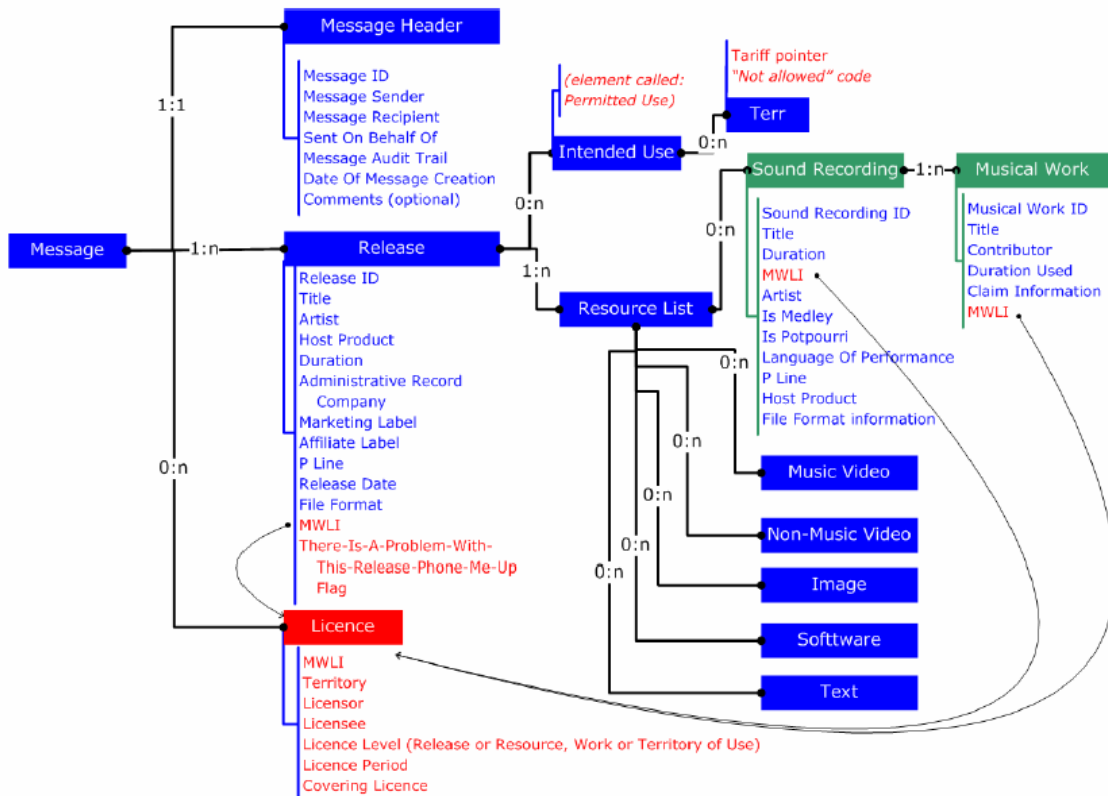 Message Header
Message ID
Message Sender
Message Recipient
Sent On Behalf Of
Message Audit Trail
Date Of Message Creation
Comments (optional)
1:1
Message
1:n
0:n
Release
Release ID
Title
Artist
Host Product
Duration
Administrative Record
Company
Marketing Label
Affiliate Label
P Line
Release Date
File Format
MWLI
There-Is-A-Problem-With-
This-Release-Phone-Me-Up
Flag
Licence
MWLI
Territory
Licensor
Licensee
Licence Level (Release or Resource, Work or Territory of Use)
Licence Period
Covering Licence
0:n
1:n
(element called:
Permitted Use)
Intended Use
0:n
Tariff pointer
"Not allowed" code
Terr
Resource List
0:n
Sound Recording
Sound Recording ID
Title
Duration
MWLI
Artist
Is Medley
Is Potpourri
Language Of Performance
P Line
Host Product
File Format information
1:n
Musical Work
Musical Work ID
Title
Contributor
Duration Used
Claim Information
MWLI
0:n
Music Video
0:n
Non-Music Video
0:n
Image
0:n
Softtware
0:n
Text